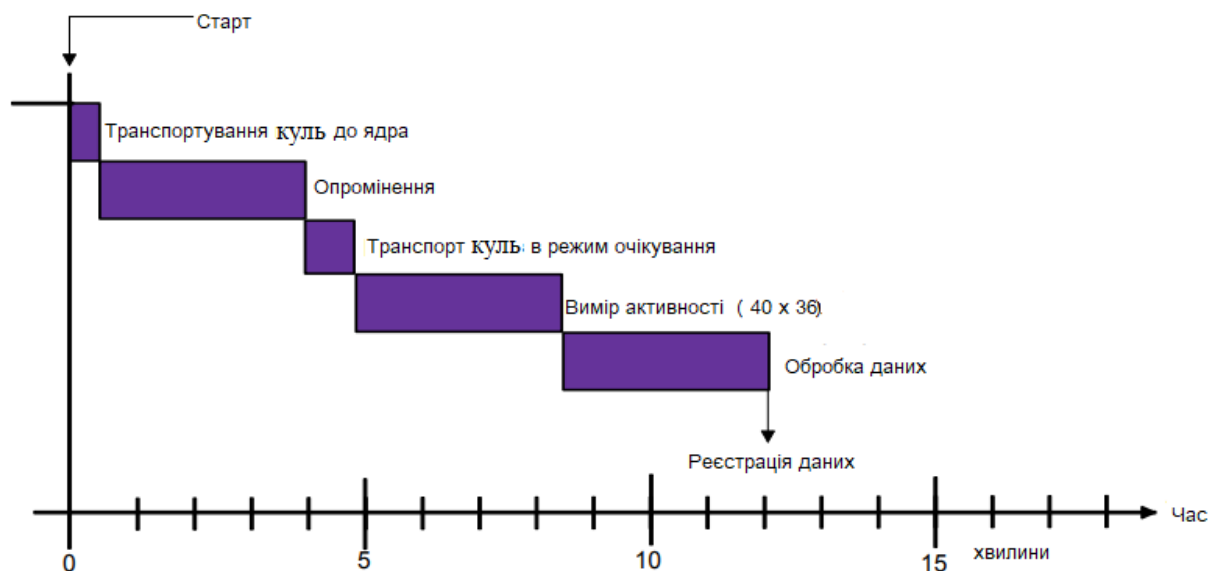 Старт
Транспортування куль до ядра
Опромінення
Транспорт куль в режим очікування
Вимір активності ( 40 x 36)
Обробка даних
Реєстрація даних
Час
0 5 10 15 хвилини